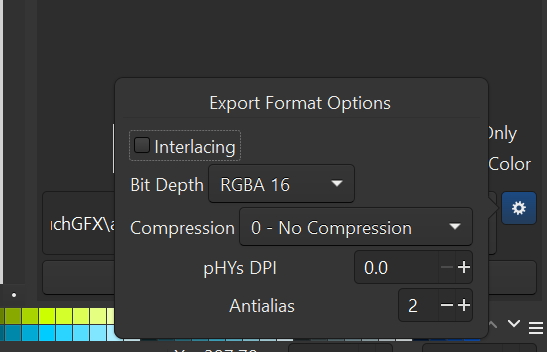 Export Format Options
Only
Interlacing
Color
Bit Depth RGBA 16
Compression 0 - No Compression
pHYs DPI 0.0 − +
Antialias 2 − +